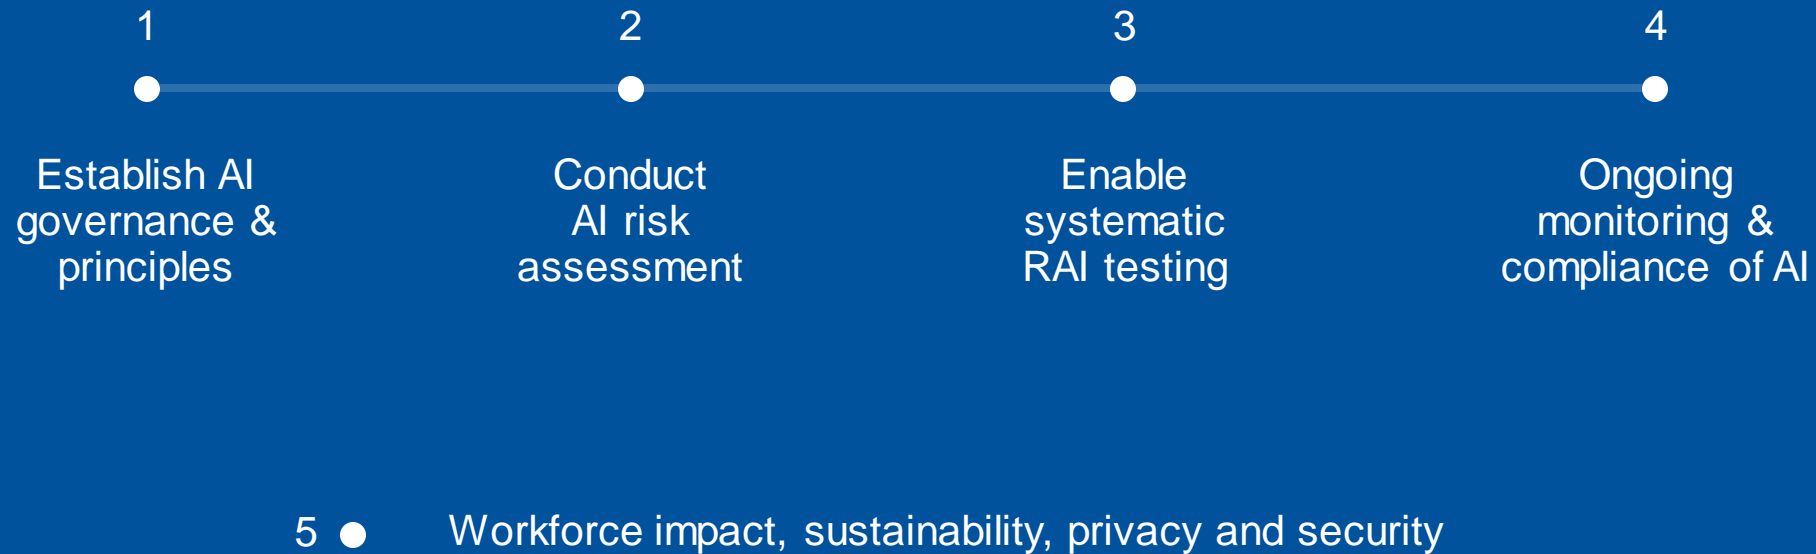 1
2
3
4
Establish AI
governance &
principles
Conduct
AI risk
assessment
Enable
systematic
RAI testing
Ongoing
monitoring &
compliance of AI
5
Workforce impact, sustainability, privacy and security